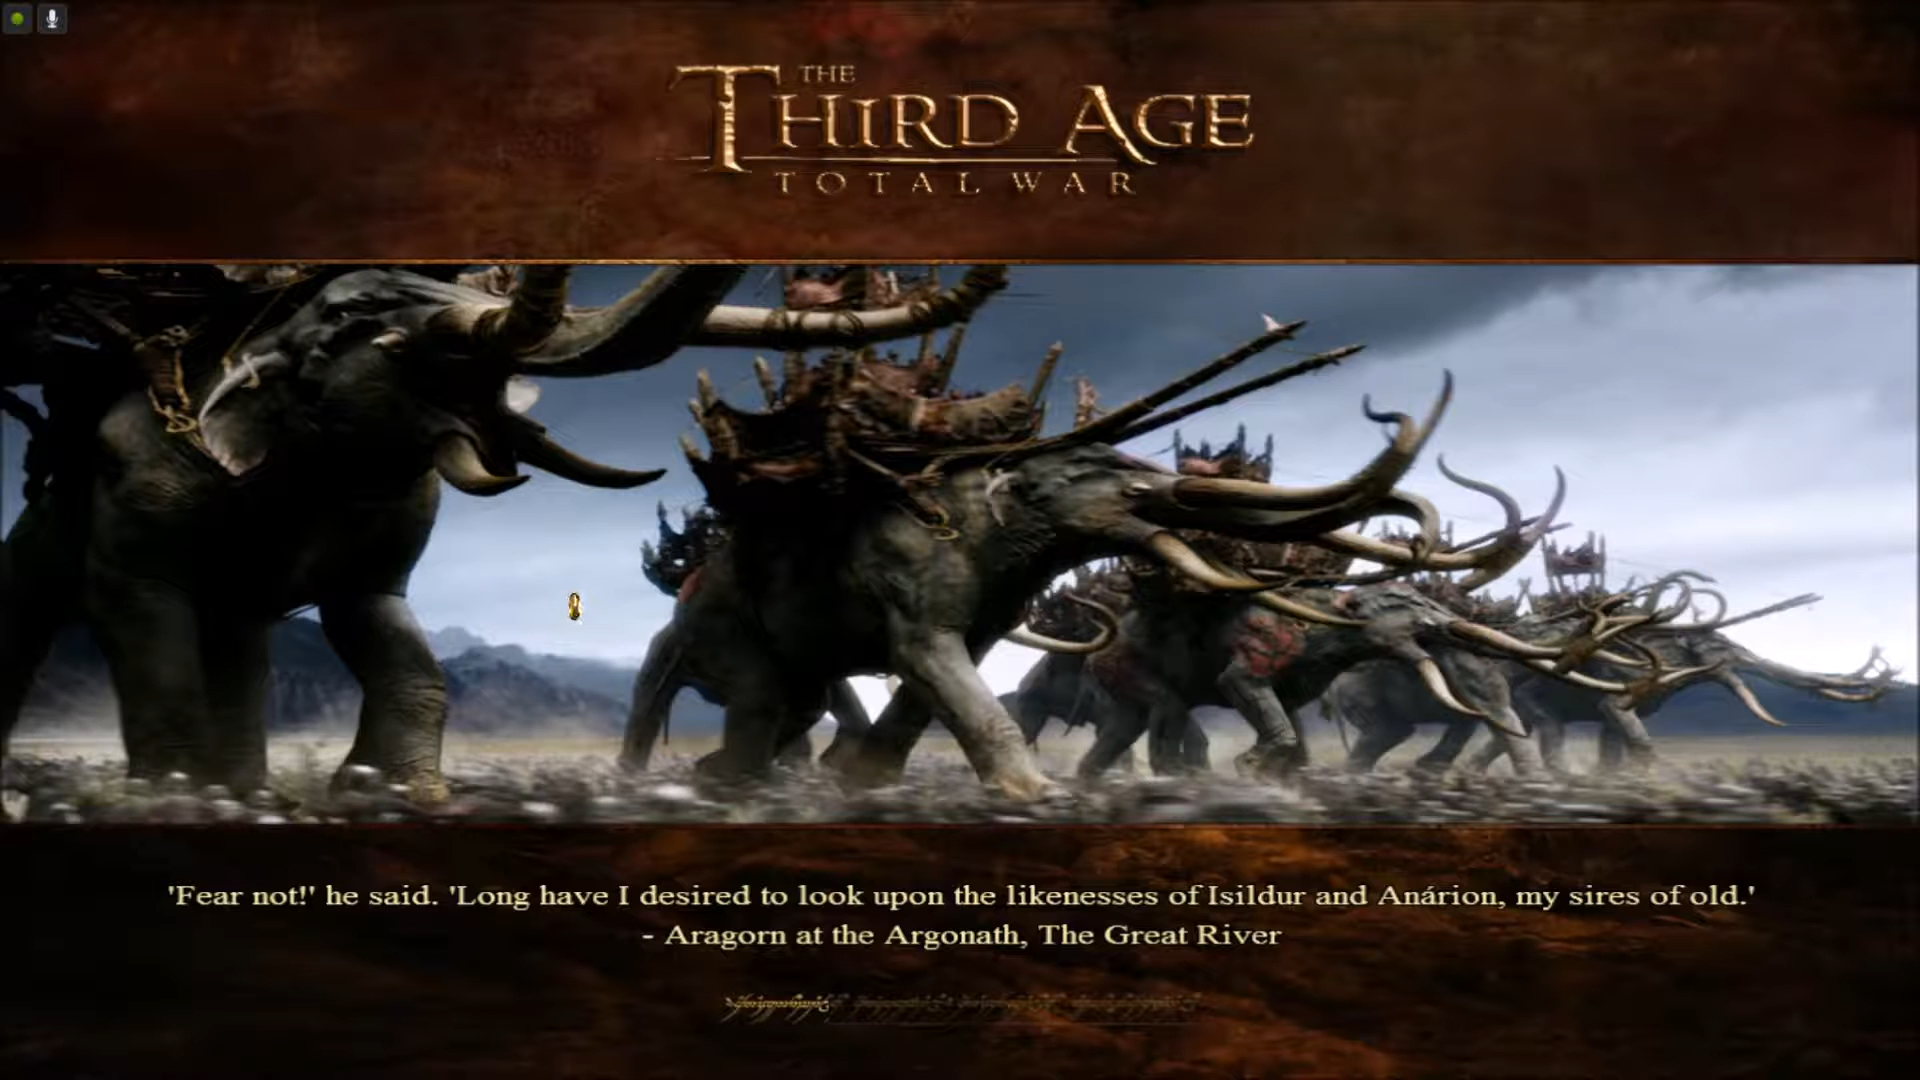 THE
THIRD AGE
TOTAL WAR
'Fear not!' he said. 'Long have I desired to look upon the likenesses of Isildur and Anárion, my sires of old.'
- Aragorn at the Argonath, The Great River